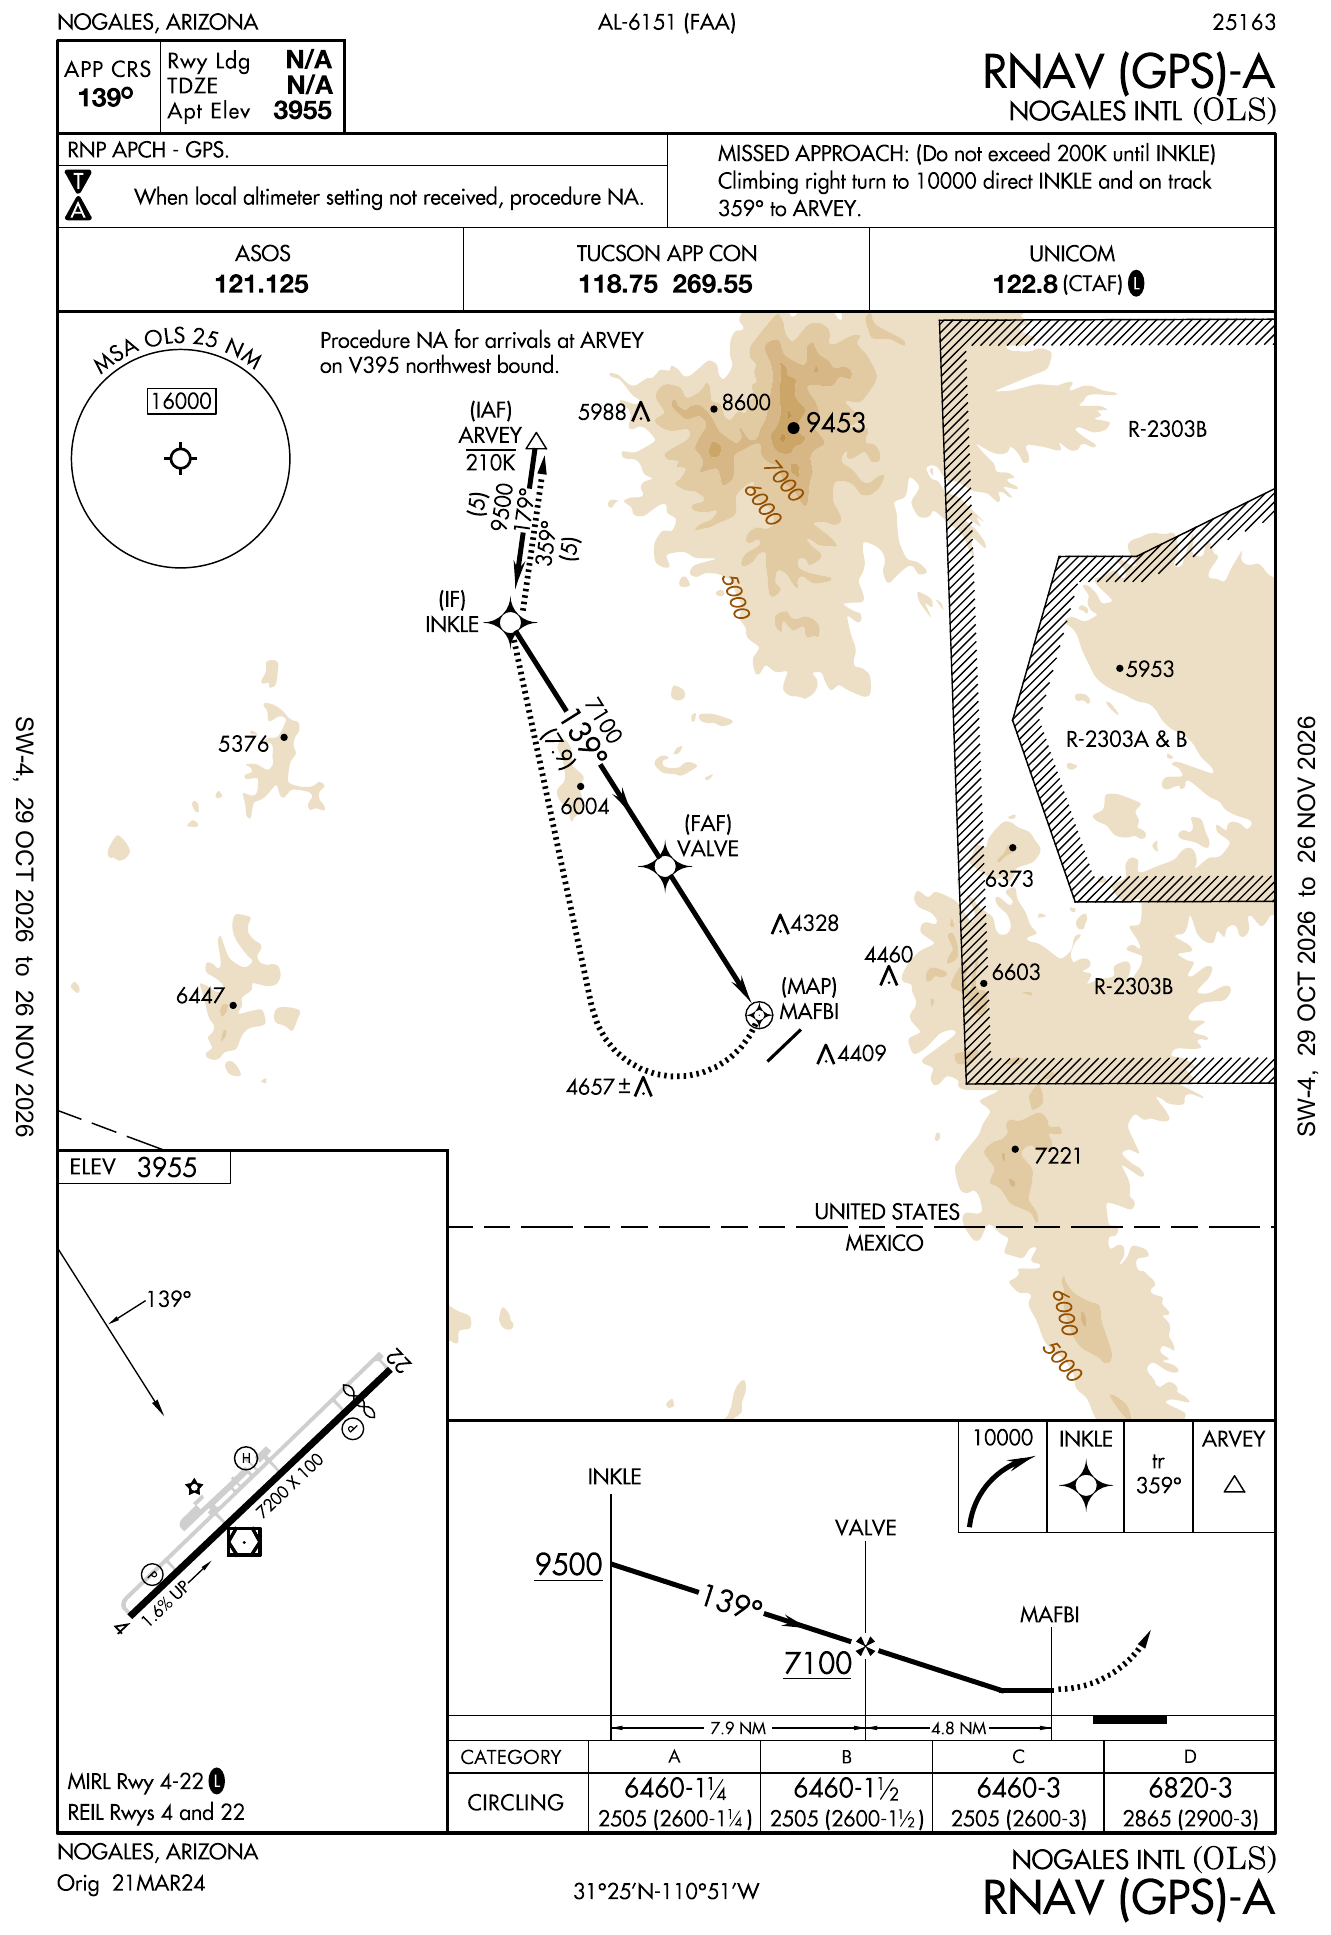 NOGALES, ARIZONA
AL-6151 (FAA)
25163
APP CRS
139°
Rwy Ldg N/A
TDZE N/A
Apt Elev 3955
RNAV (GPS)-A
NOGALES INTL (OLS)
RNP APCH - GPS.
T
A
When local altimeter setting not received, procedure NA.
MISSED APPROACH: (Do not exceed 200K until INKLE)
Climbing right turn to 10000 direct INKLE and on track
359° to ARVEY.
ASOS
121.125
TUCSON APP CON
118.75 269.55
UNICOM
122.8 (CTAF) L
MSA OLS 25 NM
16000
Procedure NA for arrivals at ARVEY
on V395 northwest bound.
(IAF)
ARVEY
210K
(5)
9500
179°
359°
(5)
5988
8600
9453
7000
6000
5000
R-2303B
(IF)
INKLE
5953
R-2303A & B
5376
7100
139°
(7.9)
6004
(FAF)
VALVE
6373
4328
4460
6603
R-2303B
6447
(MAP)
MAFBI
4409
4657±
7221
UNITED STATES
MEXICO
6000
5000
SW-4, 29 OCT 2026 to 26 NOV 2026
SW-4, 29 OCT 2026 to 26 NOV 2026
ELEV 3955
139°
22
P
H
7200 X 100
P
1.6% UP
4
MIRL Rwy 4-22 L
REIL Rwys 4 and 22
10000
INKLE
tr
359°
ARVEY
INKLE
VALVE
9500
139°
7100
MAFBI
7.9 NM
4.8 NM
CATEGORY A B C D
CIRCLING
6460-1¼
2505 (2600-1¼)
6460-1½
2505 (2600-1½)
6460-3
2505 (2600-3)
6820-3
2865 (2900-3)
NOGALES, ARIZONA
Orig 21MAR24
31°25'N-110°51'W
NOGALES INTL (OLS)
RNAV (GPS)-A